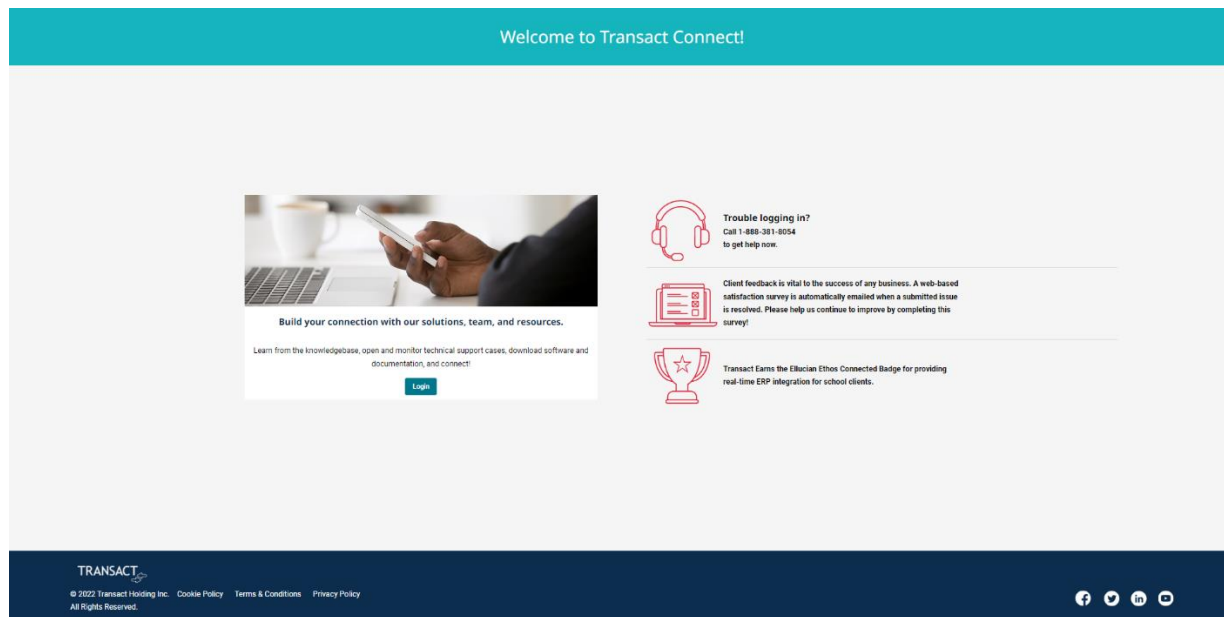 Welcome to Transact Connect!
Build your connection with our solutions, team, and resources.
Learn from the knowledgebase, open and monitor technical support cases, download software and
documentation, and connect!
Login
Trouble logging in?
Call 1-888-381-8054
to get help now.
Client feedback is vital to the success of any business. A web-based
satisfaction survey is automatically emailed when a submitted issue
is resolved. Please help us continue to improve by completing this
survey!
Transact Earns the Ellucian Ethos Connected Badge for providing
real-time ERP integration for school clients.
TRANSACT
© 2022 Transact Holding Inc. Cookie Policy Terms & Conditions Privacy Policy
All Rights Reserved.